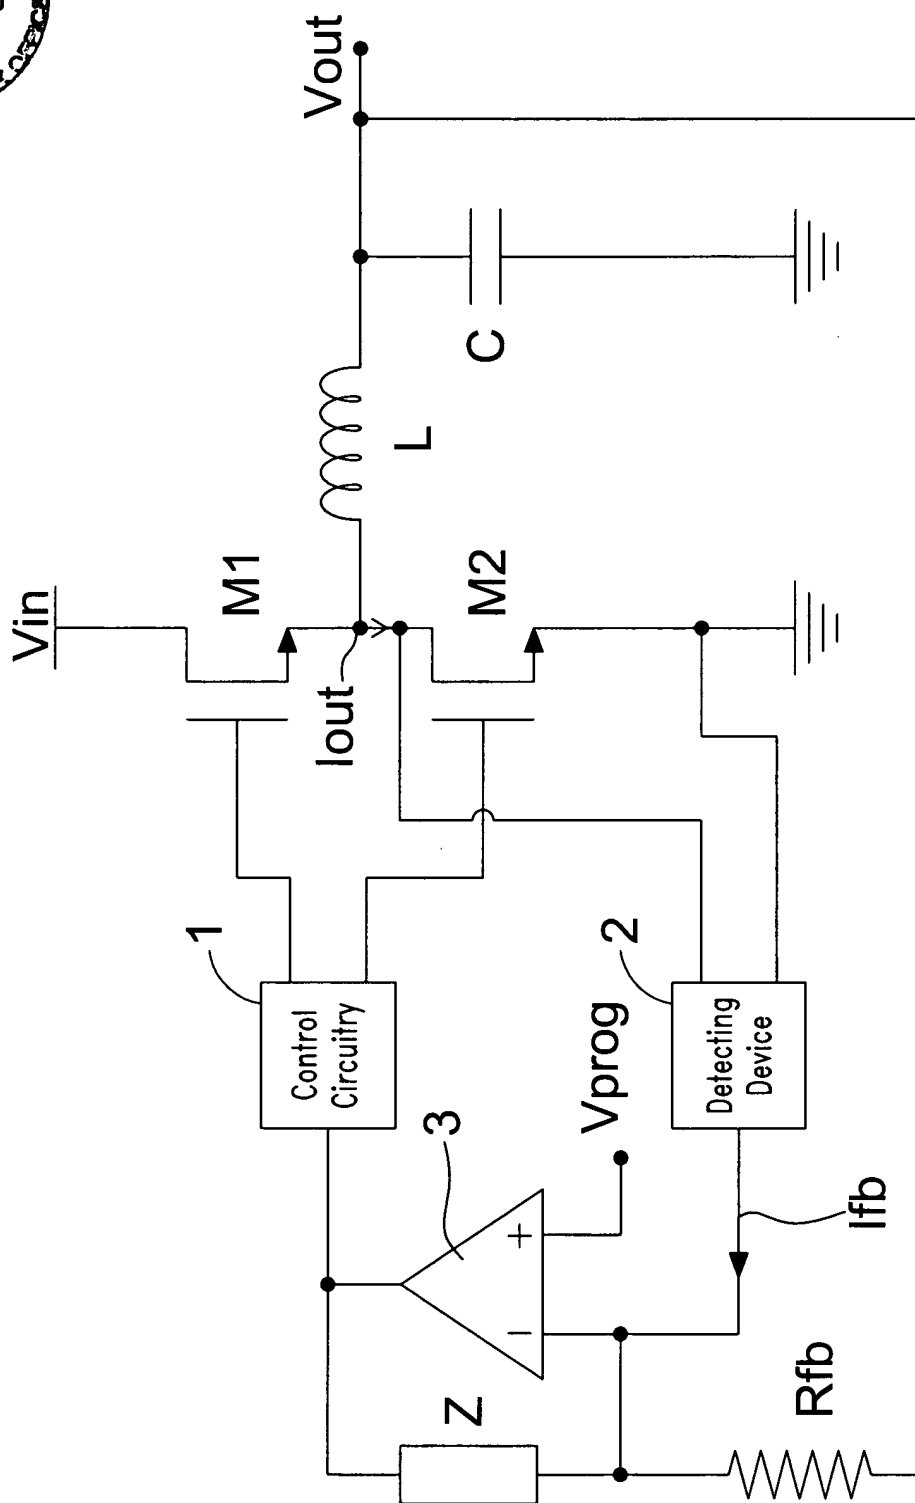 Vin
M1
Iout
M2
L
C
Vout
1
Control
Circuitry
2
Detecting
Device
3
+
−
Vprog
Ifb
Z
Rfb